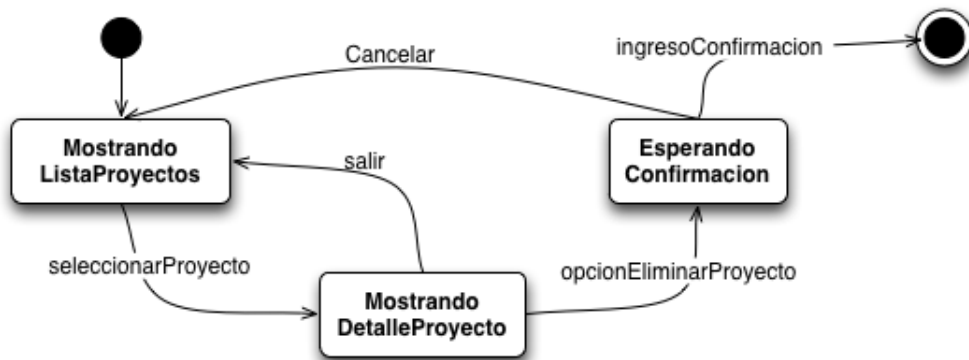 Cancelar
ingresoConfirmacion
Mostrando
ListaProyectos
Esperando
Confirmacion
salir
seleccionarProyecto
opcionEliminarProyecto
Mostrando
DetalleProyecto